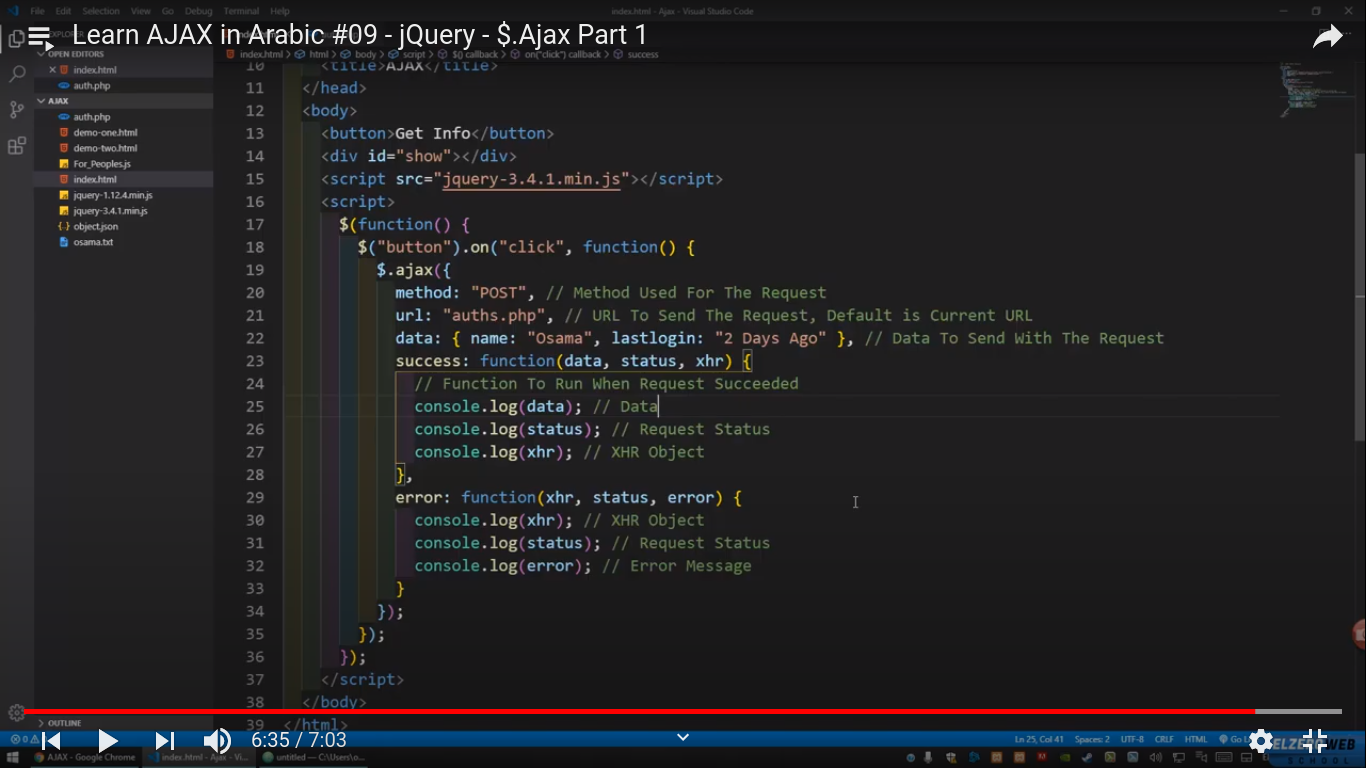 File Edit Selection View Go Debug Terminal Help
index.html - Ajax - Visual Studio Code
Learn AJAX in Arabic #09 - jQuery - $.Ajax Part 1
OPEN EDITORS
index.html
auth.php
AJAX
auth.php
demo-one.html
demo-two.html
For_Peoples.js
index.html
jquery-1.12.4.min.js
jquery-3.4.1.min.js
object.json
osama.txt
OUTLINE
index.html > html > body > script > $() callback > on("click") callback > success
10 <title>AJAX</title>
11 </head>
12 <body>
13 <button>Get Info</button>
14 <div id="show"></div>
15 <script src="jquery-3.4.1.min.js"></script>
16 <script>
17 $(function() {
18 $("button").on("click", function() {
19 $.ajax({
20 method: "POST", // Method Used For The Request
21 url: "auths.php", // URL To Send The Request, Default is Current URL
22 data: { name: "Osama", lastlogin: "2 Days Ago" }, // Data To Send With The Request
23 success: function(data, status, xhr) {
24 // Function To Run When Request Succeeded
25 console.log(data); // Data
26 console.log(status); // Request Status
27 console.log(xhr); // XHR Object
28 },
29 error: function(xhr, status, error) {
30 console.log(xhr); // XHR Object
31 console.log(status); // Request Status
32 console.log(error); // Error Message
33 }
34 });
35 });
36 });
37 </script>
38 </body>
39 </html>
6:35 / 7:03
Ln 25, Col 41 Spaces: 2 UTF-8 CRLF HTML
AJAX - Google Chrome
index.html - Ajax - Vi...
untitled — C:\Users\o...
ELZERO WEB
SCHOOL